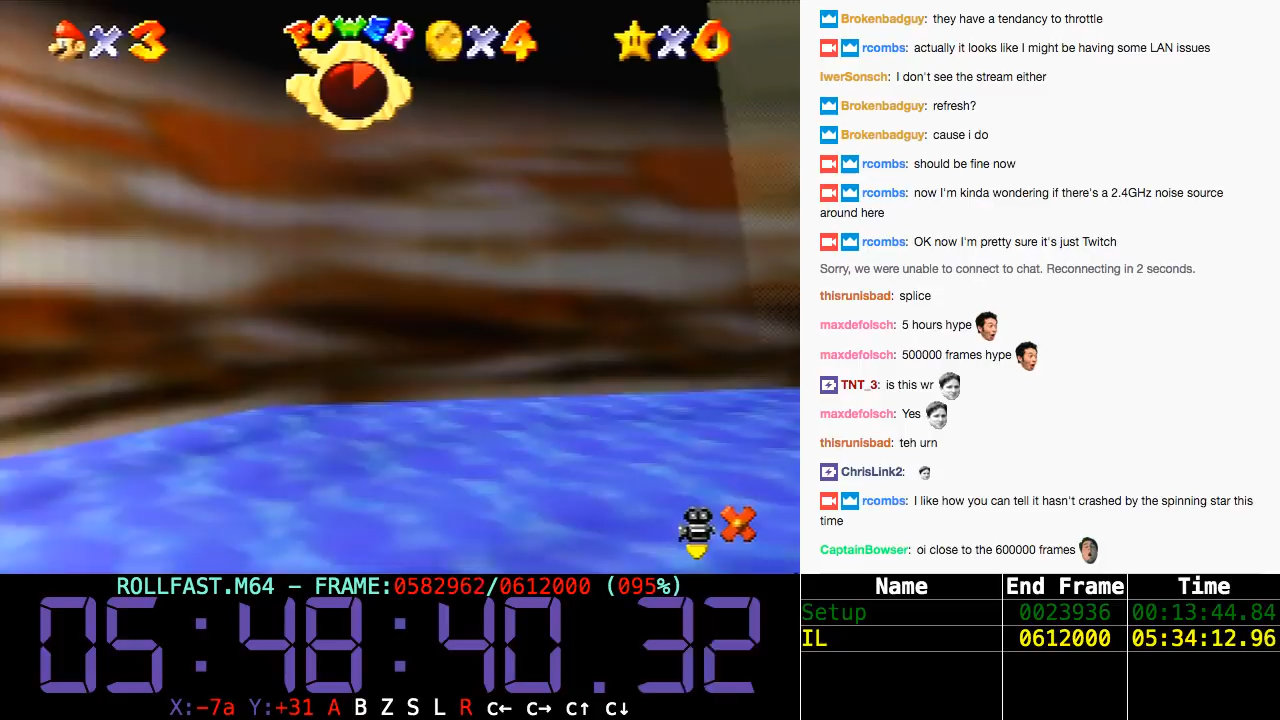 ×3 POWER ×4 ×0
Brokenbadguy: they have a tendancy to throttle
rcombs: actually it looks like I might be having some LAN issues
IwerSonsch: I don't see the stream either
Brokenbadguy: refresh?
Brokenbadguy: cause i do
rcombs: should be fine now
rcombs: now I'm kinda wondering if there's a 2.4GHz noise source
around here
rcombs: OK now I'm pretty sure it's just Twitch
Sorry, we were unable to connect to chat. Reconnecting in 2 seconds.
thisrunisbad: splice
maxdefolsch: 5 hours hype
maxdefolsch: 500000 frames hype
TNT_3: is this wr
maxdefolsch: Yes
thisrunisbad: teh urn
ChrisLink2:
rcombs: I like how you can tell it hasn't crashed by the spinning star this
time
CaptainBowser: oi close to the 600000 frames
ROLLFAST.M64 – FRAME:0582962/0612000 (095%)
05:48:40.32
X:−7a Y:+31 A B Z S L R C← C→ C↑ C↓
Name End Frame Time
Setup 0023936 00:13:44.84
IL 0612000 05:34:12.96